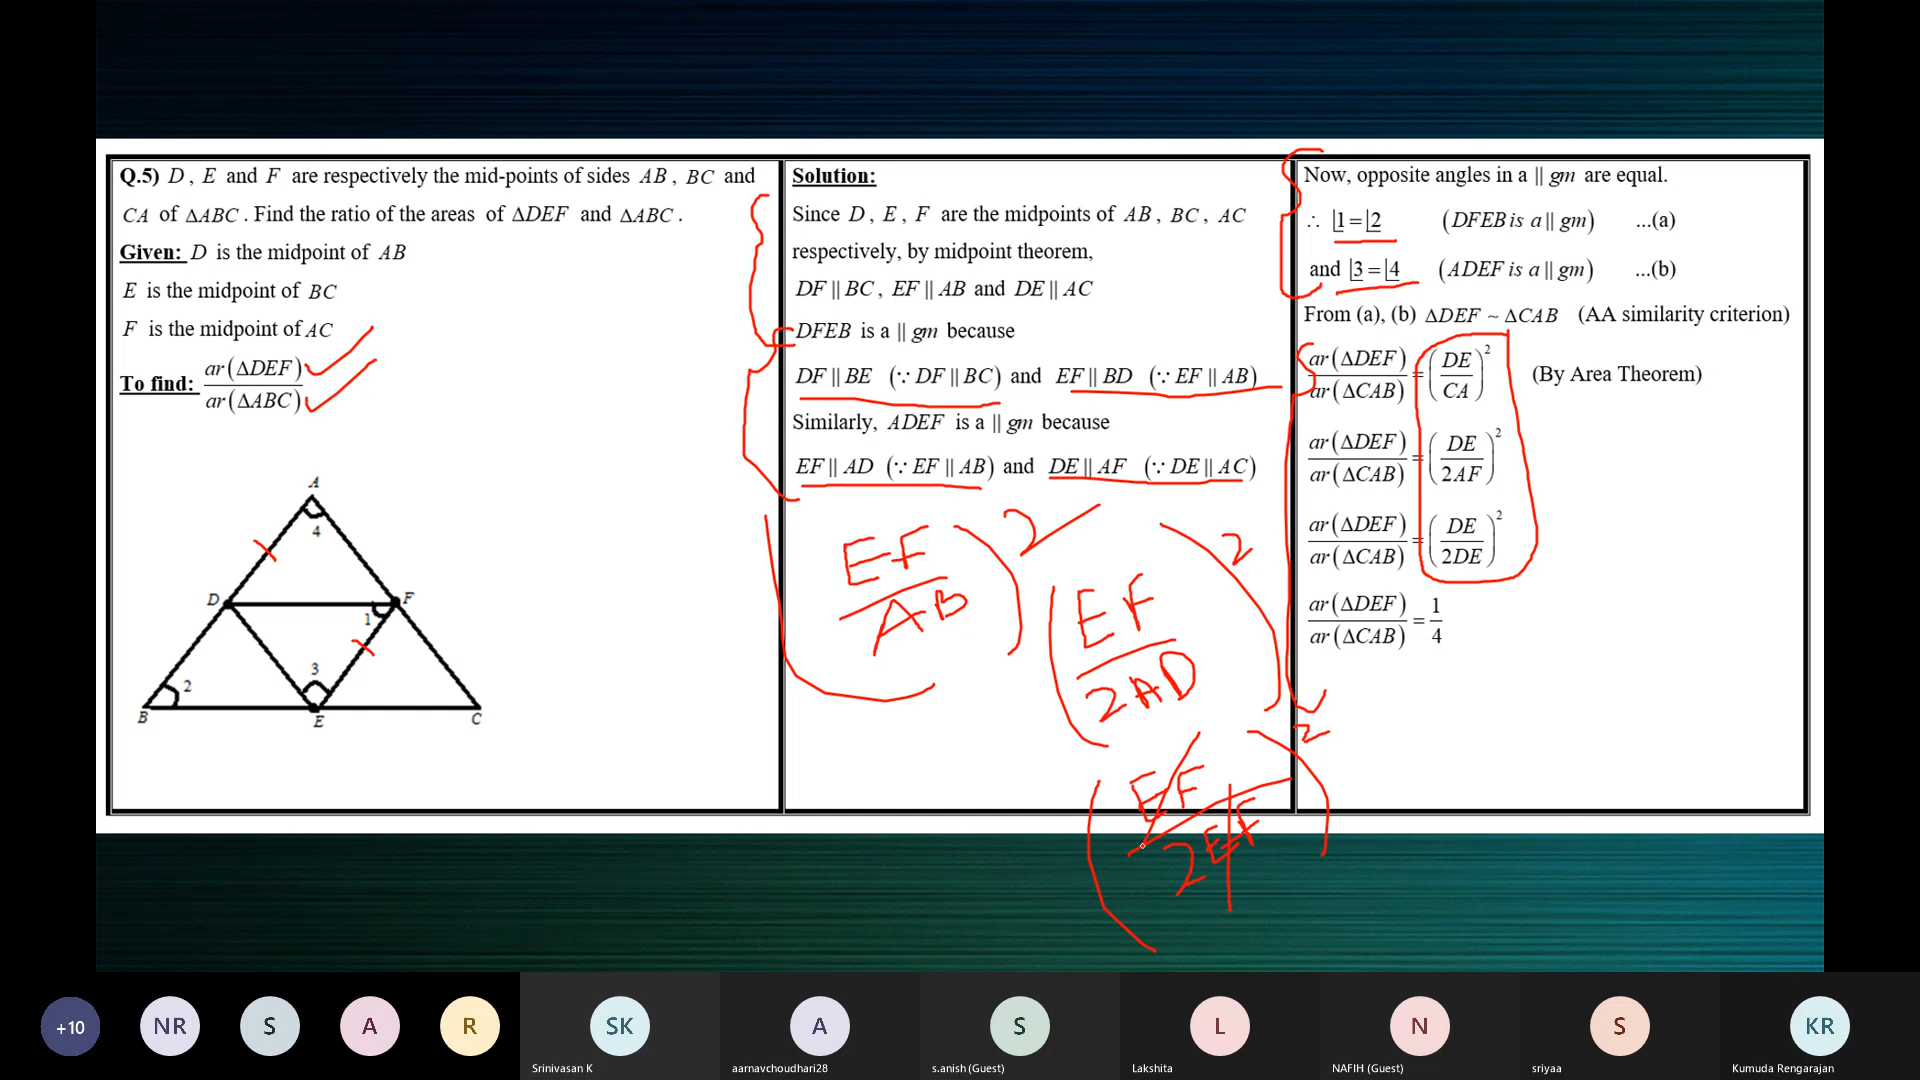 Q.5) D, E and F are respectively the mid-points of sides AB, BC and
CA of ΔABC. Find the ratio of the areas of ΔDEF and ΔABC.
Given: D is the midpoint of AB
E is the midpoint of BC
F is the midpoint of AC
To find: ar(ΔDEF)/ar(ΔABC)
A
4
D
F
1
3
2
B
E
C
Solution:
Since D, E, F are the midpoints of AB, BC, AC
respectively, by midpoint theorem,
DF || BC, EF || AB and DE || AC
DFEB is a || gm because
DF || BE (∵ DF || BC) and EF || BD (∵ EF || AB)
Similarly, ADEF is a || gm because
EF || AD (∵ EF || AB) and DE || AF (∵ DE || AC)
(EF/AB)²
(EF/2AD)²
(EF/2EF)²
Now, opposite angles in a || gm are equal.
∴ ⌊1=⌊2 (DFEB is a || gm) ...(a)
and ⌊3=⌊4 (ADEF is a || gm) ...(b)
From (a), (b) ΔDEF ~ ΔCAB (AA similarity criterion)
ar(ΔDEF)/ar(ΔCAB) = (DE/CA)² (By Area Theorem)
ar(ΔDEF)/ar(ΔCAB) = (DE/2AF)²
ar(ΔDEF)/ar(ΔCAB) = (DE/2DE)²
ar(ΔDEF)/ar(ΔCAB) = 1/4
+10
NR
S
A
R
SK
Srinivasan K
A
aarnavchoudhari28
S
s.anish (Guest)
L
Lakshita
N
NAFIH (Guest)
S
sriyaa
KR
Kumuda Rengarajan